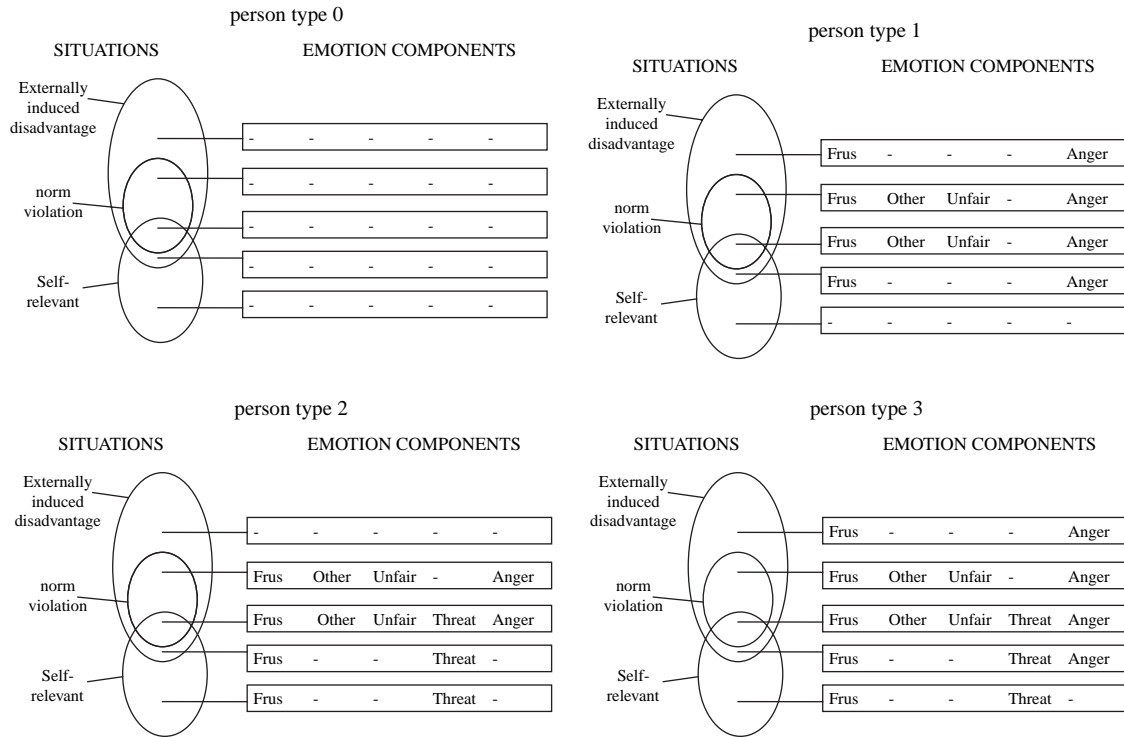 person type 0
SITUATIONS EMOTION COMPONENTS
Externally
induced
disadvantage
- - - - -
norm
violation
- - - - -
- - - - -
Self-
relevant
- - - - -
- - - - -
person type 1
SITUATIONS EMOTION COMPONENTS
Externally
induced
disadvantage
Frus - - - Anger
norm
violation
Frus Other Unfair - Anger
Frus Other Unfair - Anger
Self-
relevant
Frus - - - Anger
- - - - -
person type 2
SITUATIONS EMOTION COMPONENTS
Externally
induced
disadvantage
- - - - -
norm
violation
Frus Other Unfair - Anger
Frus Other Unfair Threat Anger
Self-
relevant
Frus - - Threat -
Frus - - Threat -
person type 3
SITUATIONS EMOTION COMPONENTS
Externally
induced
disadvantage
Frus - - - Anger
norm
violation
Frus Other Unfair - Anger
Frus Other Unfair Threat Anger
Self-
relevant
Frus - - Threat Anger
Frus - - Threat -